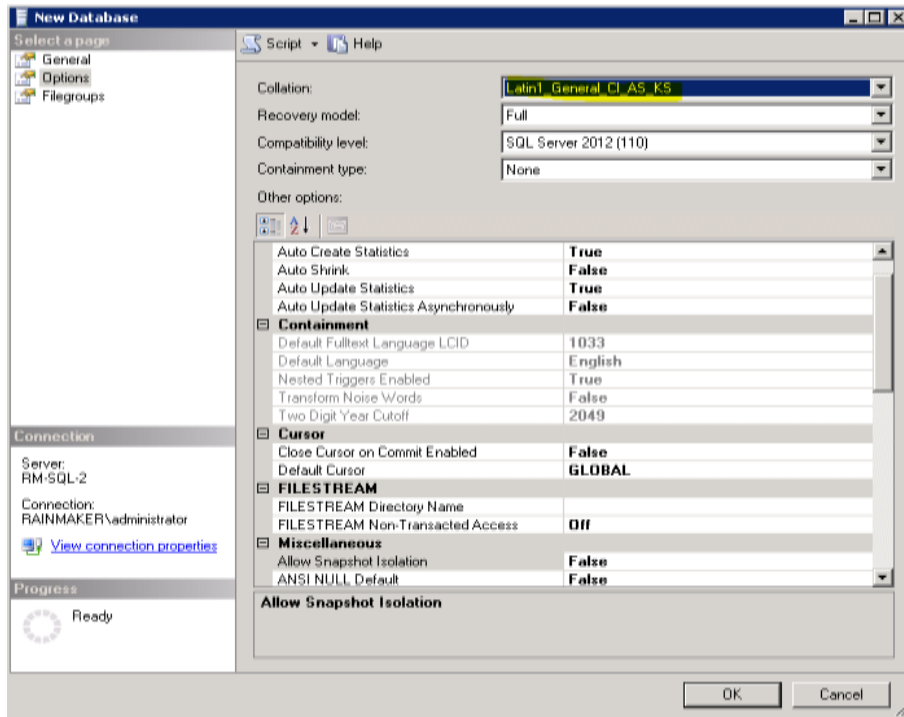 New Database
Select a page
General
Options
Filegroups
Script Help
Collation: Latin1_General_CI_AS_KS
Recovery model: Full
Compatibility level: SQL Server 2012 (110)
Containment type: None
Other options:
Auto Create Statistics True
Auto Shrink False
Auto Update Statistics True
Auto Update Statistics Asynchronously False
Containment
Default Fulltext Language LCID 1033
Default Language English
Nested Triggers Enabled True
Transform Noise Words False
Two Digit Year Cutoff 2049
Cursor
Close Cursor on Commit Enabled False
Default Cursor GLOBAL
FILESTREAM
FILESTREAM Directory Name
FILESTREAM Non-Transacted Access Off
Miscellaneous
Allow Snapshot Isolation False
ANSI NULL Default False
Allow Snapshot Isolation
Connection
Server:
RM-SQL-2
Connection:
RAINMAKER\administrator
View connection properties
Progress
Ready
OK Cancel